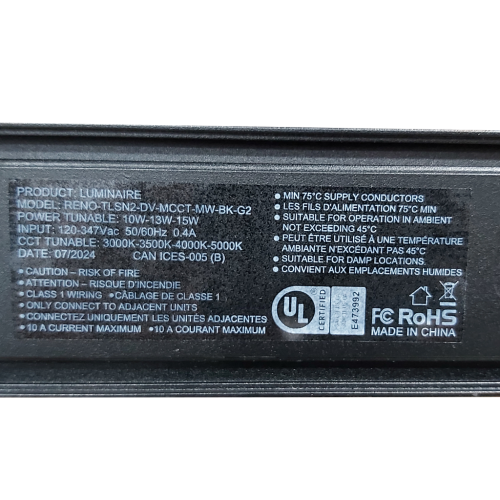 PRODUCT: LUMINAIRE
MODEL: RENO-TLSN2-DV-MCCT-MW-BK-G2
POWER TUNABLE: 10W-13W-15W
INPUT: 120-347Vac 50/60Hz 0.4A
CCT TUNABLE: 3000K-3500K-4000K-5000K
DATE: 07/2024 CAN ICES-005 (B)
● CAUTION – RISK OF FIRE
● ATTENTION – RISQUE D'INCENDIE
● CLASS 1 WIRING ● CÂBLAGE DE CLASSE 1
● ONLY CONNECT TO ADJACENT UNITS
● CONNECTEZ UNIQUEMENT LES UNITÉS ADJACENTES
● 10 A CURRENT MAXIMUM ● 10 A COURANT MAXIMUM
● MIN 75°C SUPPLY CONDUCTORS
● LES FILS D'ALIMENTATION 75°C MIN
● SUITABLE FOR OPERATION IN AMBIENT
NOT EXCEEDING 45°C
● PEUT ÊTRE UTILISÉ À UNE TEMPÉRATURE
AMBIANTE N'EXCÉDANT PAS 45°C
● SUITABLE FOR DAMP LOCATIONS
● CONVIENT AUX EMPLACEMENTS HUMIDES
UL
CERTIFIED
E473992
FC RoHS
MADE IN CHINA